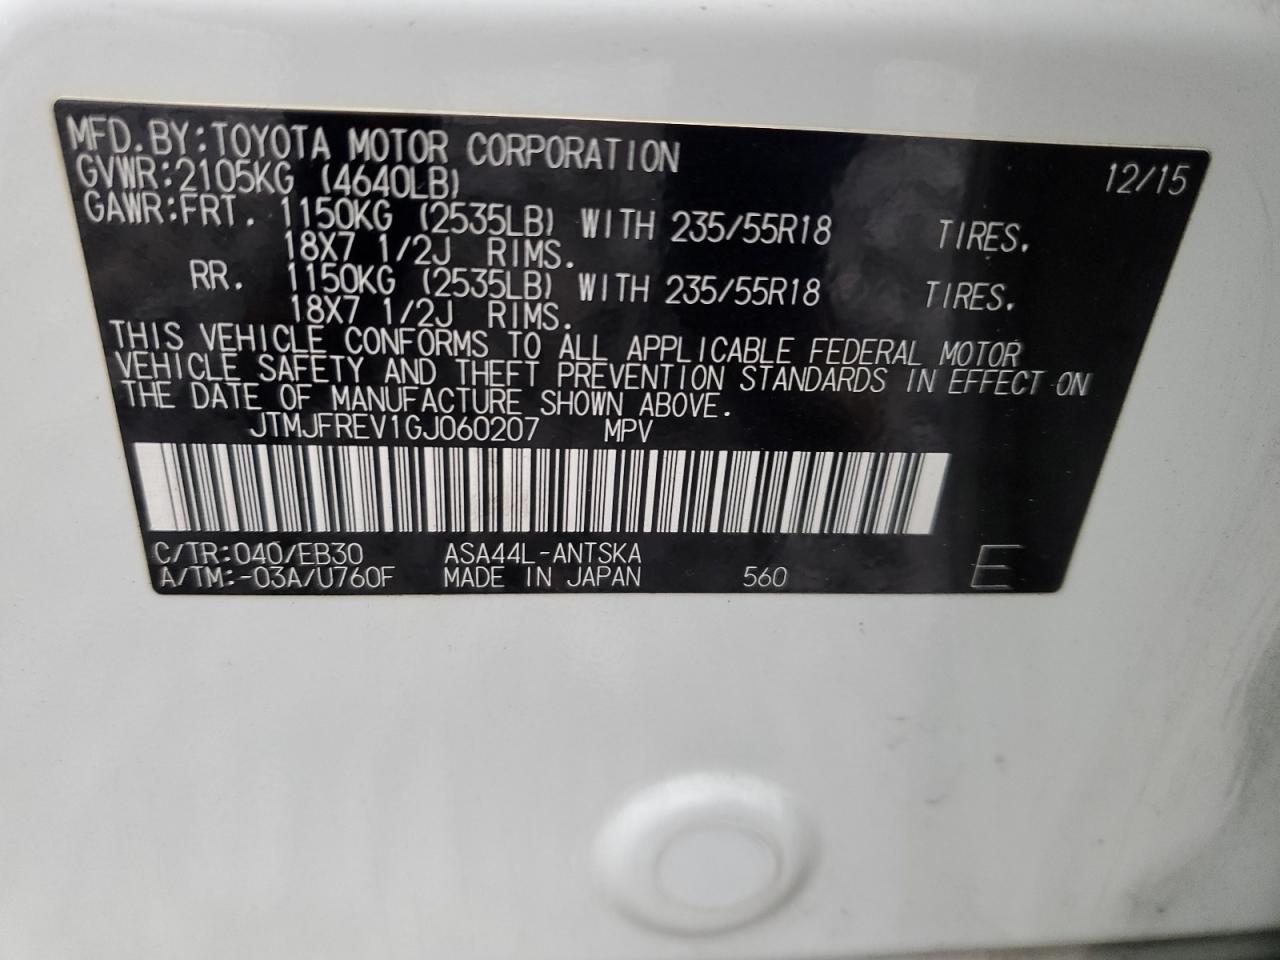 MFD.BY:TOYOTA MOTOR CORPORATION 12/15
GVWR:2105KG (4640LB)
GAWR:FRT. 1150KG (2535LB) WITH 235/55R18 TIRES.
18X7 1/2J RIMS.
RR. 1150KG (2535LB) WITH 235/55R18 TIRES.
18X7 1/2J RIMS.
THIS VEHICLE CONFORMS TO ALL APPLICABLE FEDERAL MOTOR
VEHICLE SAFETY AND THEFT PREVENTION STANDARDS IN EFFECT ON
THE DATE OF MANUFACTURE SHOWN ABOVE.
JTMJFREV1GJ060207 MPV
C/TR:040/EB30 ASA44L-ANTSKA
A/TM:-03A/U760F MADE IN JAPAN 560 E